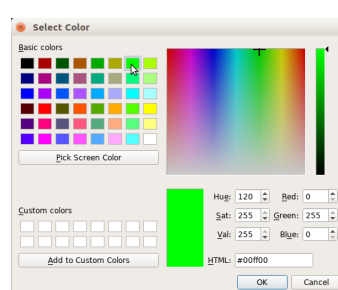 Select Color
Basic colors
Pick Screen Color
Custom colors
Add to Custom Colors
Hue: 120 Red: 0
Sat: 255 Green: 255
Val: 255 Blue: 0
HTML: #00ff00
OK Cancel